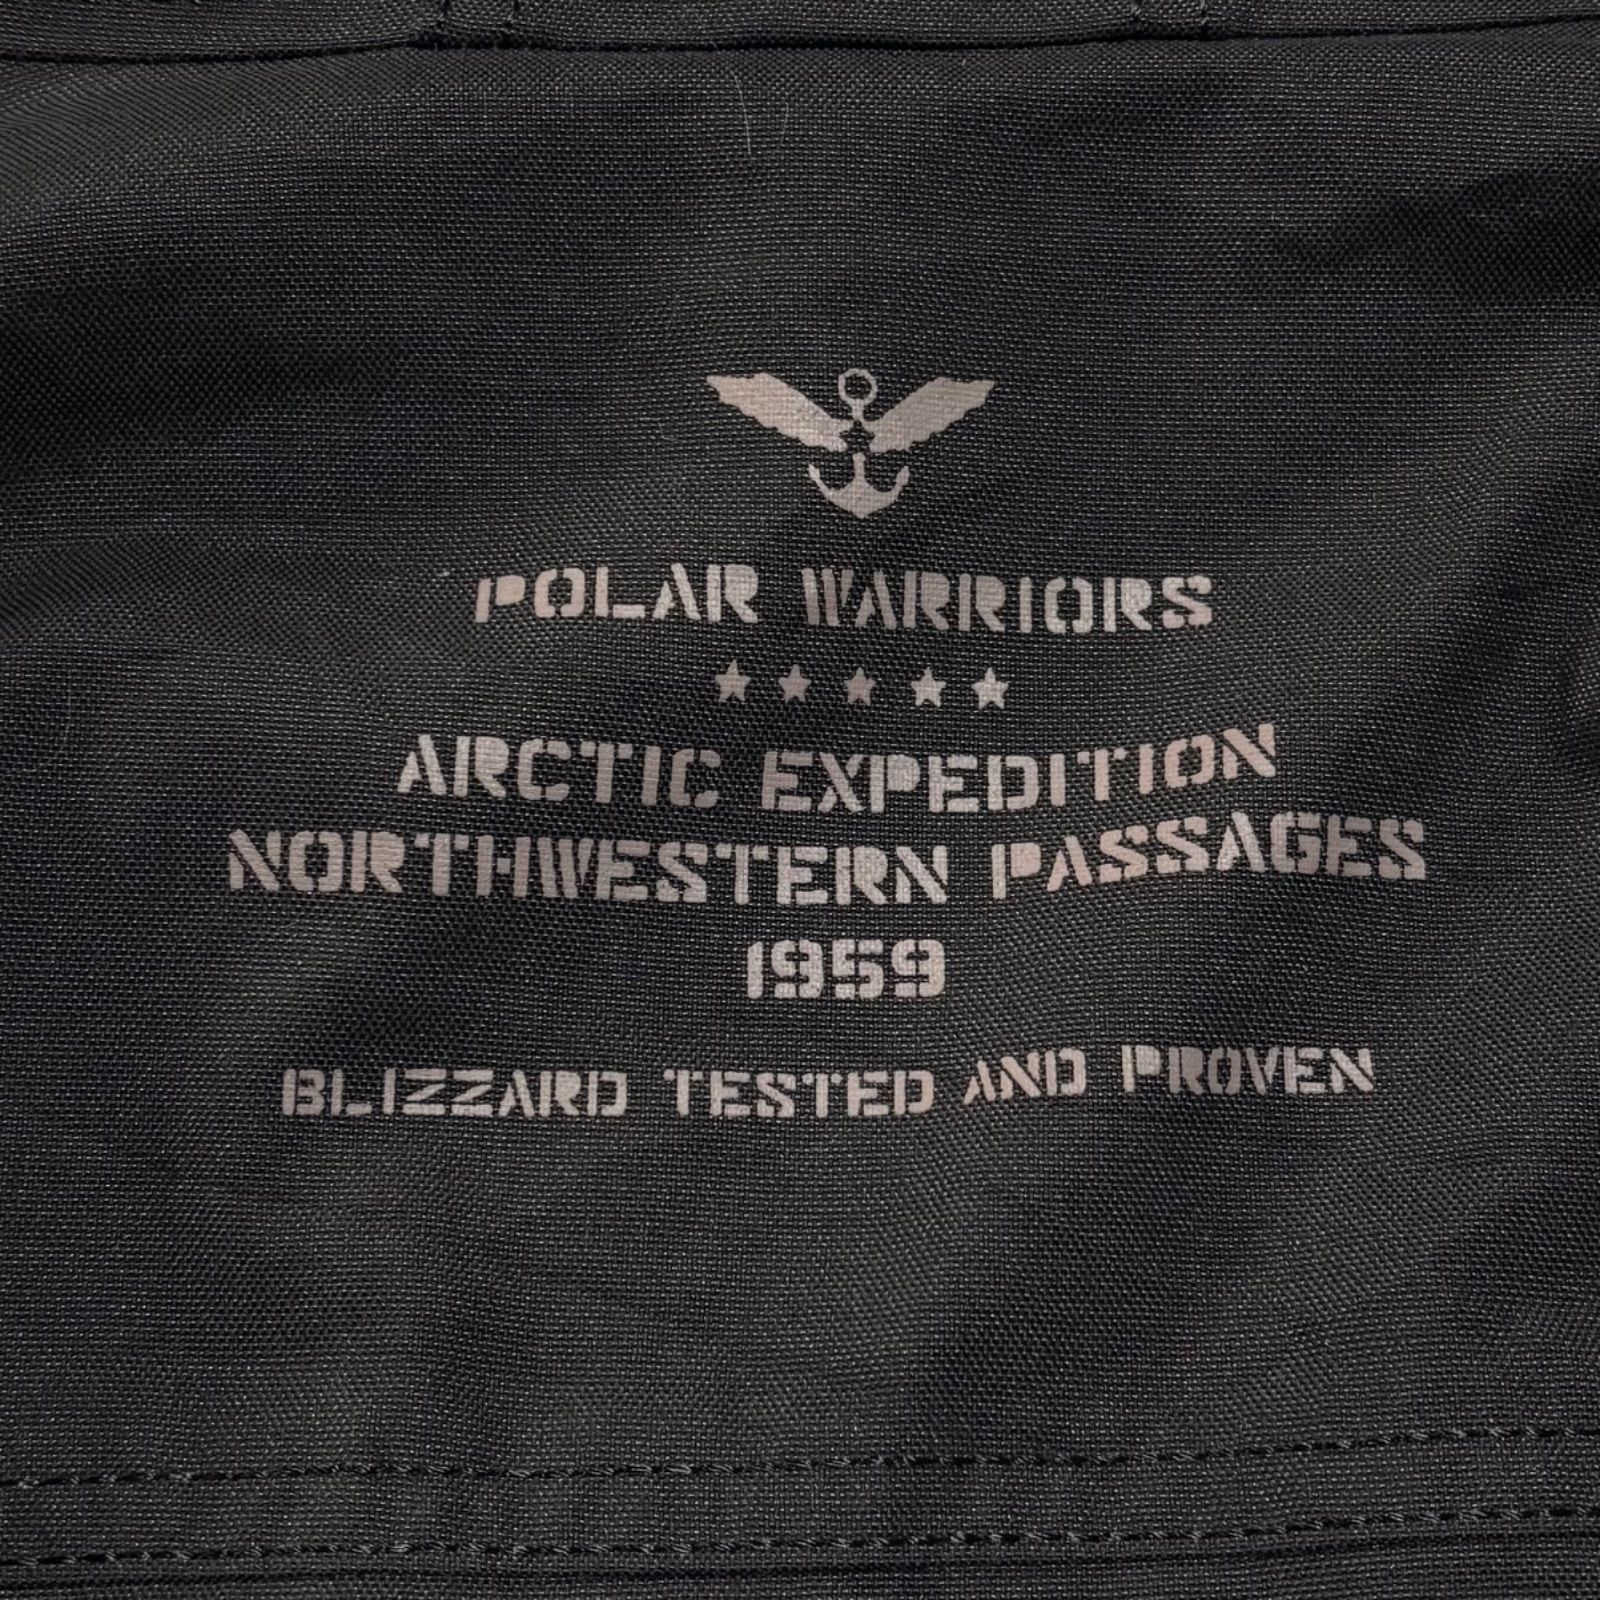 POLAR WARRIORS
ARCTIC EXPEDITION
NORTHWESTERN PASSAGES
1959
BLIZZARD TESTED AND PROVEN